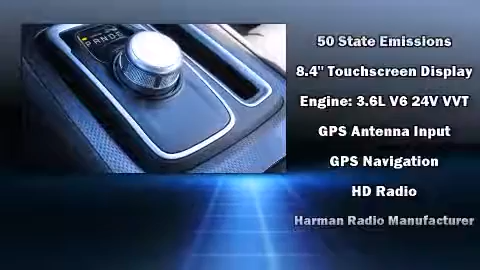 50 State Emissions
8.4" Touchscreen Display
Engine: 3.6L V6 24V VVT
GPS Antenna Input
GPS Navigation
HD Radio
Harman Radio Manufacturer